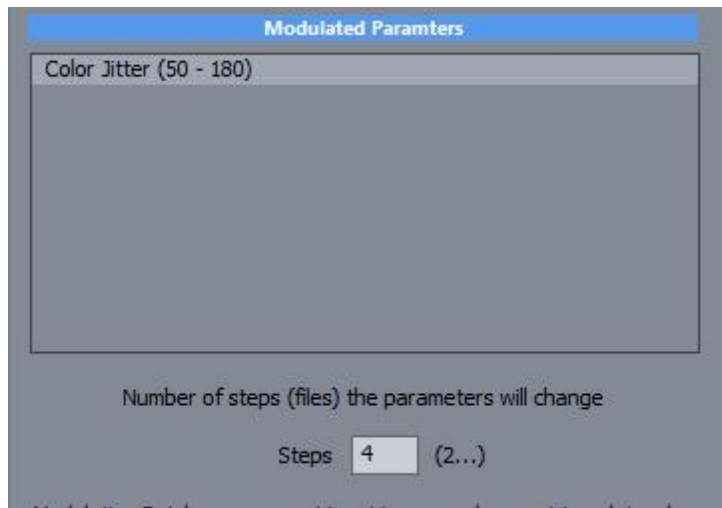 Modulated Paramters
Color Jitter (50 - 180)
Number of steps (files) the parameters will change
Steps 4 (2...)